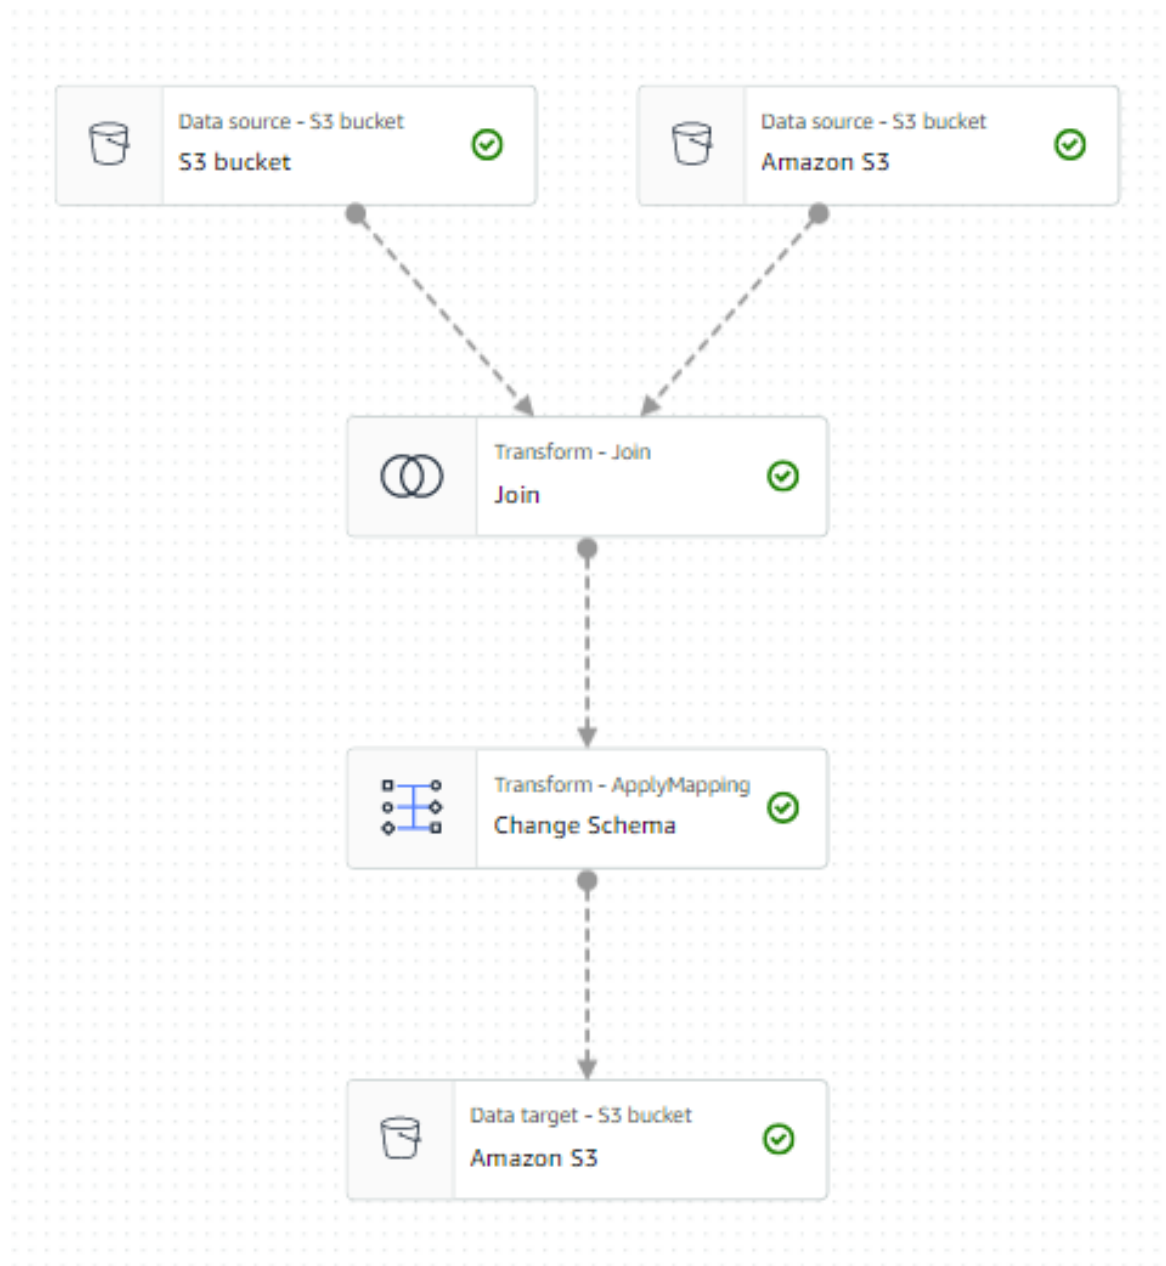 Data source - S3 bucket
S3 bucket
Data source - S3 bucket
Amazon S3
Transform - Join
Join
Transform - ApplyMapping
Change Schema
Data target - S3 bucket
Amazon S3